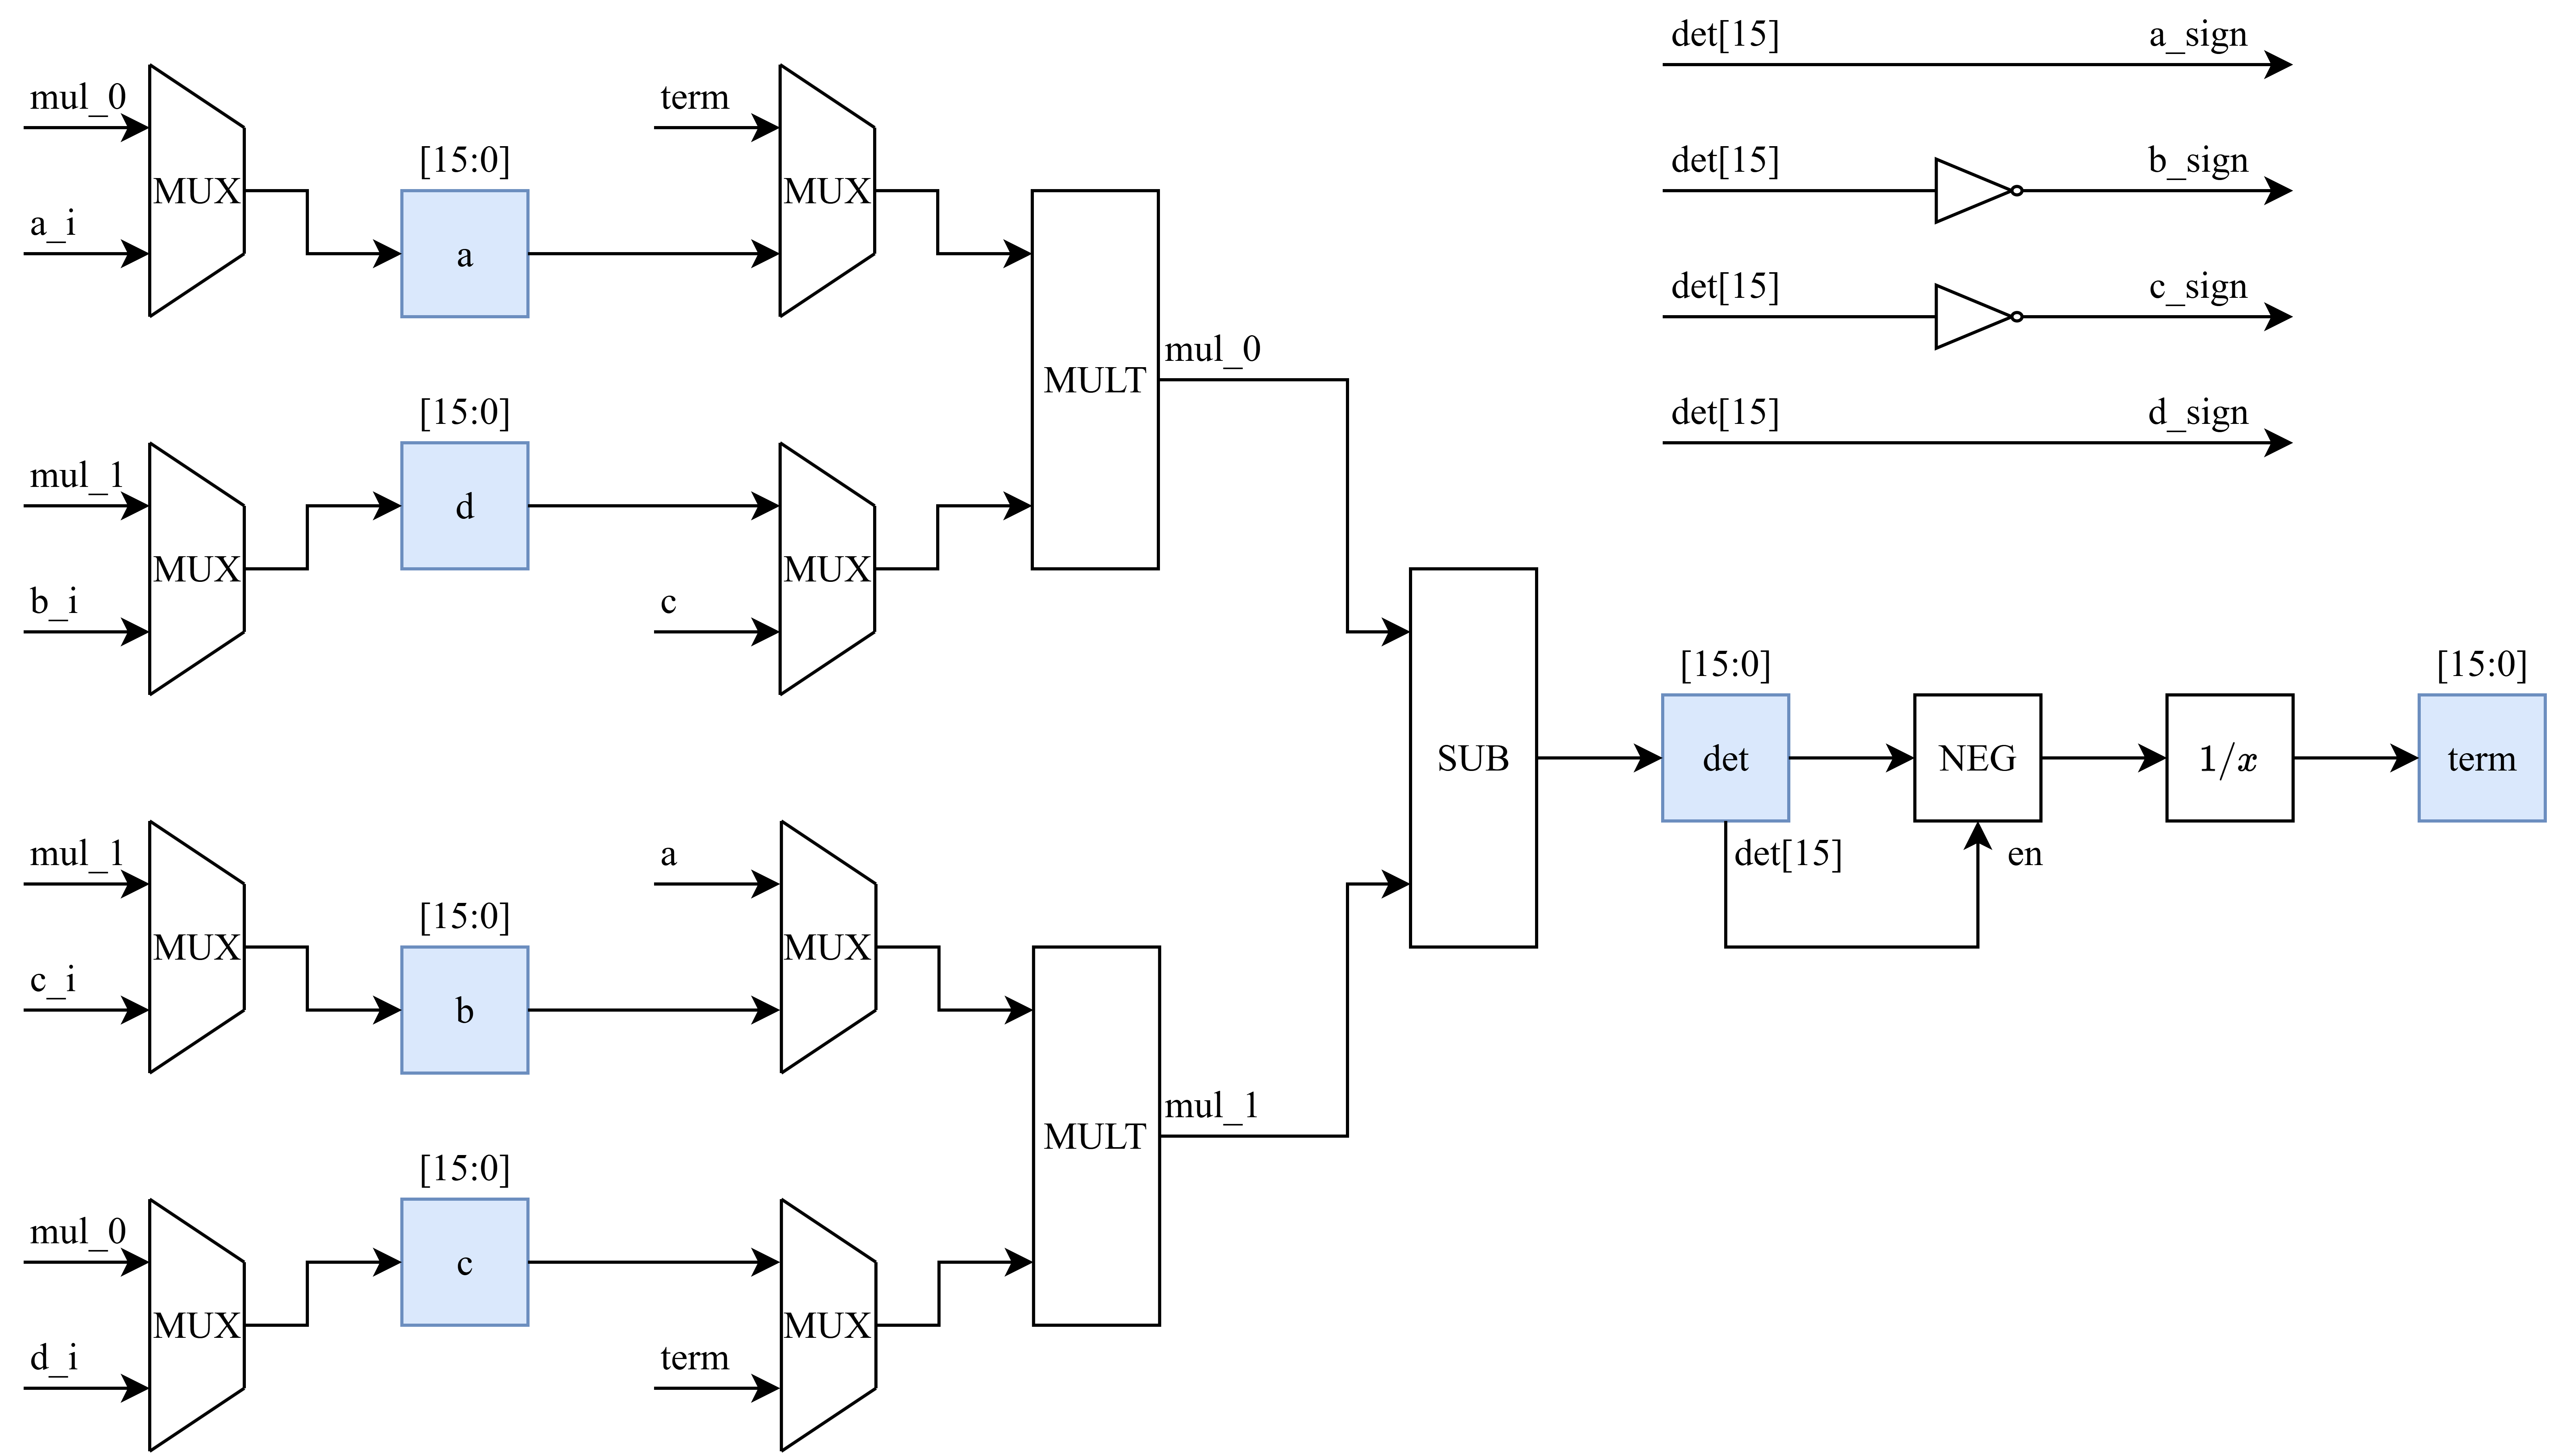 mul_0
a_i
MUX
[15:0]
a
term
MUX
mul_1
b_i
MUX
[15:0]
d
c
MUX
MULT
mul_0
mul_1
c_i
MUX
[15:0]
b
a
MUX
mul_0
d_i
MUX
[15:0]
c
term
MUX
MULT
mul_1
SUB
[15:0]
det
det[15]
NEG
en
1/x
[15:0]
term
det[15]
a_sign
det[15]
b_sign
det[15]
c_sign
det[15]
d_sign